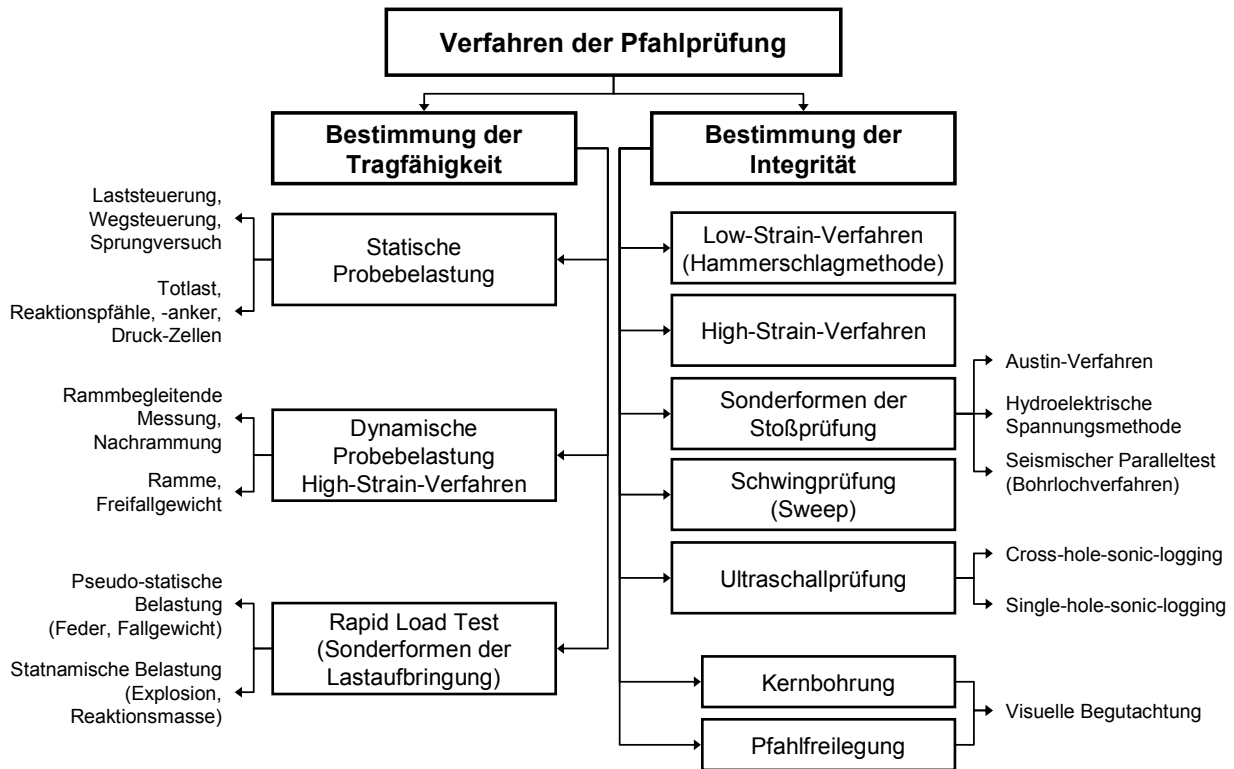 Verfahren der Pfahlprüfung
Bestimmung der
Tragfähigkeit
Bestimmung der
Integrität
Laststeuerung,
Wegsteuerung,
Sprungversuch
Totlast,
Reaktionspfähle, -anker,
Druck-Zellen
Statische
Probebelastung
Rammbegleitende
Messung,
Nachrammung
Ramme,
Freifallgewicht
Dynamische
Probebelastung
High-Strain-Verfahren
Pseudo-statische
Belastung
(Feder, Fallgewicht)
Statnamische Belastung
(Explosion,
Reaktionsmasse)
Rapid Load Test
(Sonderformen der
Lastaufbringung)
Low-Strain-Verfahren
(Hammerschlagmethode)
High-Strain-Verfahren
Sonderformen der
Stoßprüfung
Austin-Verfahren
Hydroelektrische
Spannungsmethode
Seismischer Paralleltest
(Bohrlochverfahren)
Schwingprüfung
(Sweep)
Ultraschallprüfung
Cross-hole-sonic-logging
Single-hole-sonic-logging
Kernbohrung
Pfahlfreilegung
Visuelle Begutachtung